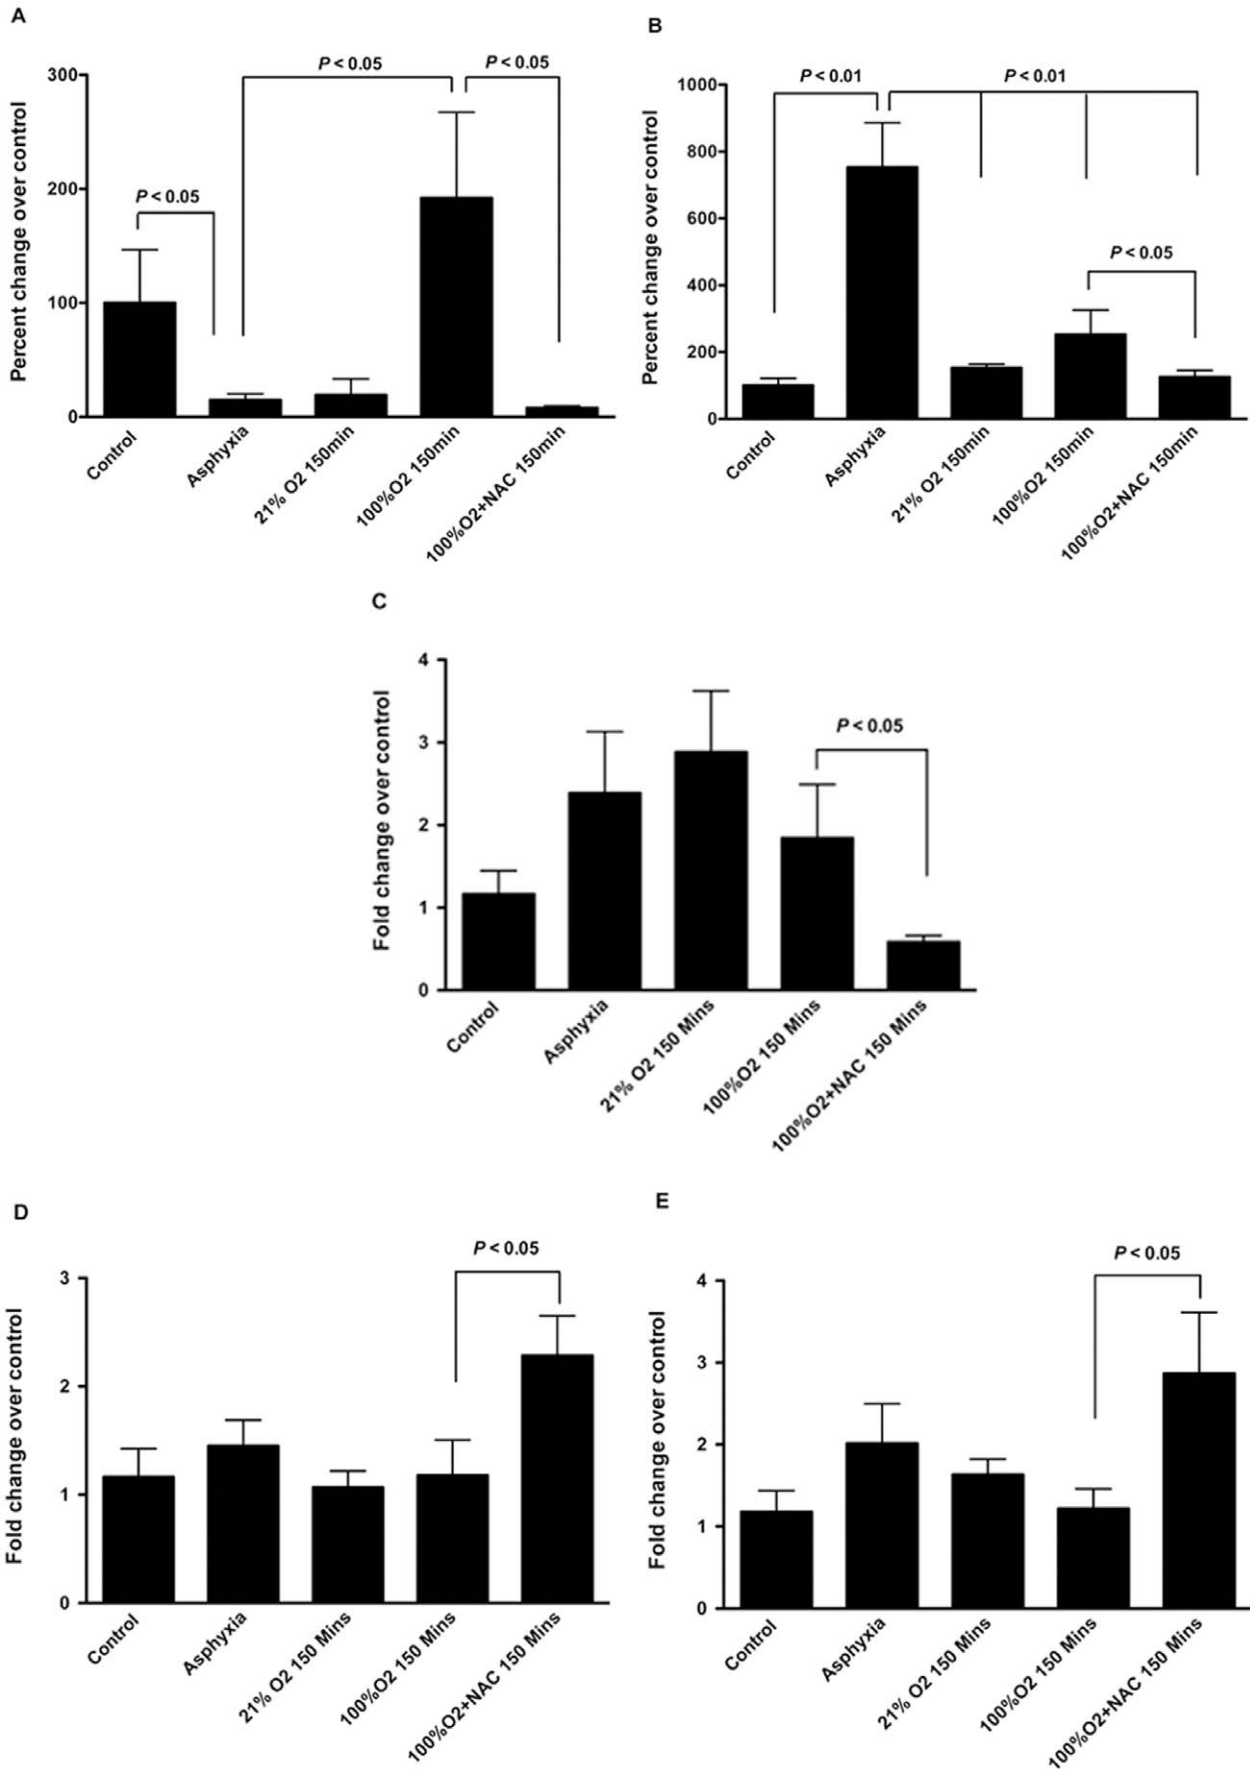 A
Percent change over control
300
200
100
0
P < 0.05
P < 0.05
P < 0.05
Control
Asphyxia
21% O2 150min
100%O2 150min
100%O2+NAC 150min
B
Percent change over control
1000
800
600
400
200
0
P < 0.01
P < 0.01
P < 0.05
Control
Asphyxia
21% O2 150min
100%O2 150min
100%O2+NAC 150min
C
Fold change over control
4
3
2
1
0
P < 0.05
Control
Asphyxia
21% O2 150 Mins
100%O2 150 Mins
100%O2+NAC 150 Mins
D
Fold change over control
3
2
1
0
P < 0.05
Control
Asphyxia
21% O2 150 Mins
100%O2 150 Mins
100%O2+NAC 150 Mins
E
Fold change over control
4
3
2
1
0
P < 0.05
Control
Asphyxia
21% O2 150 Mins
100%O2 150 Mins
100%O2+NAC 150 Mins